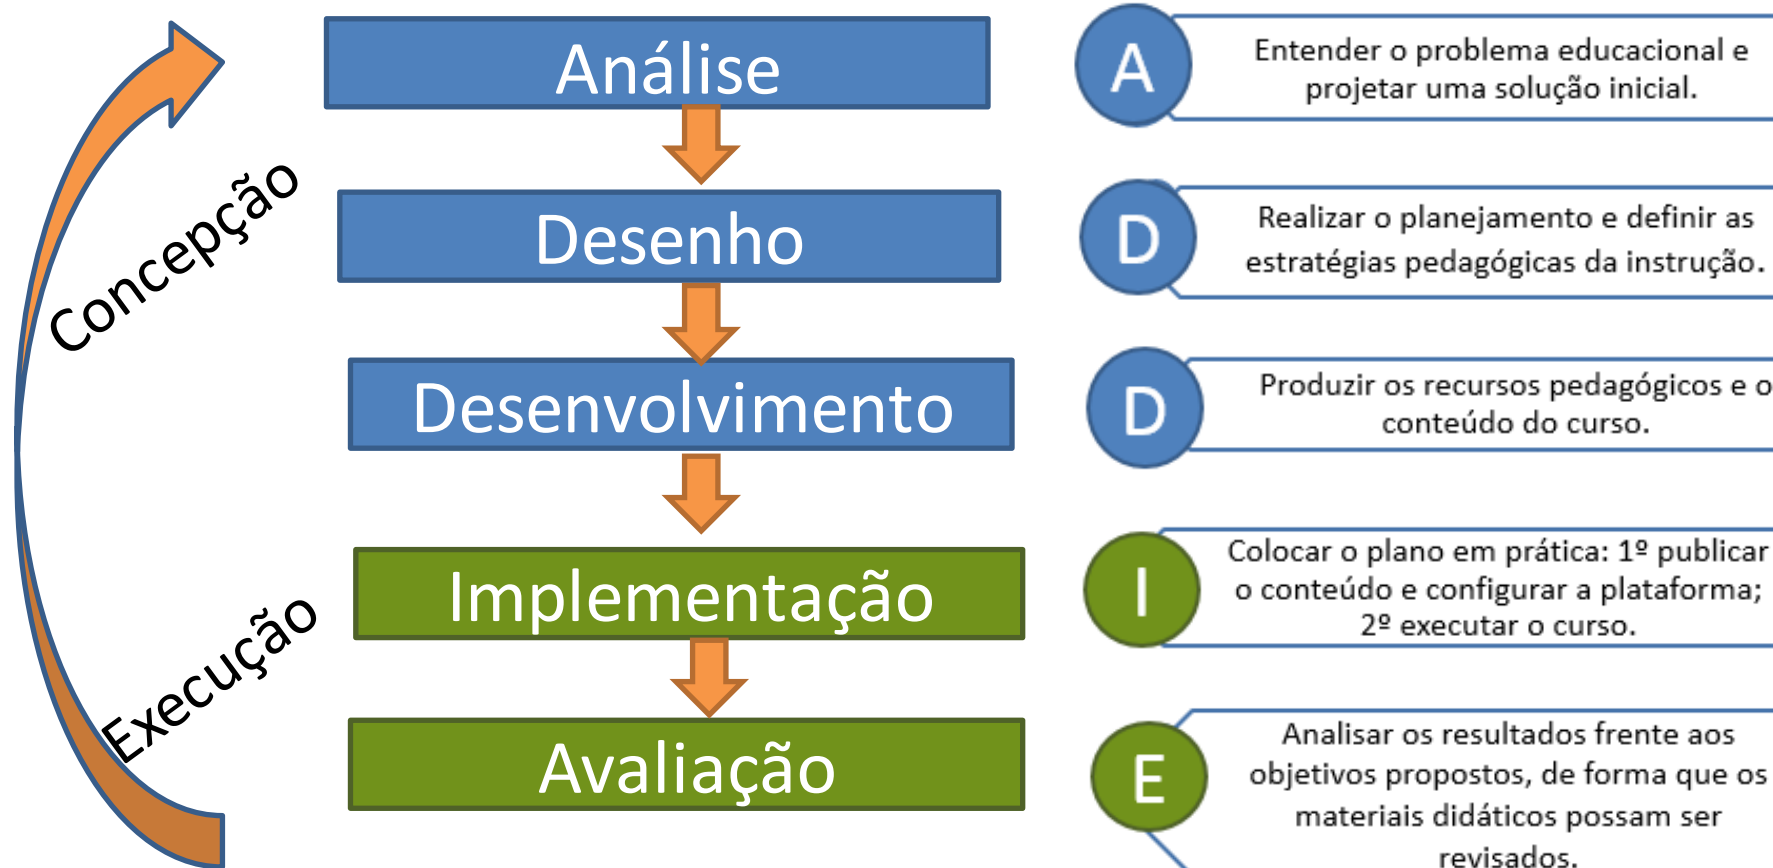 Análise
A
Entender o problema educacional e
projetar uma solução inicial.
Concepção
Desenho
D
Realizar o planejamento e definir as
estratégias pedagógicas da instrução.
Desenvolvimento
D
Produzir os recursos pedagógicos e o
conteúdo do curso.
Execução
Implementação
I
Colocar o plano em prática: 1º publicar
o conteúdo e configurar a plataforma;
2º executar o curso.
Avaliação
E
Analisar os resultados frente aos
objetivos propostos, de forma que os
materiais didáticos possam ser
revisados.